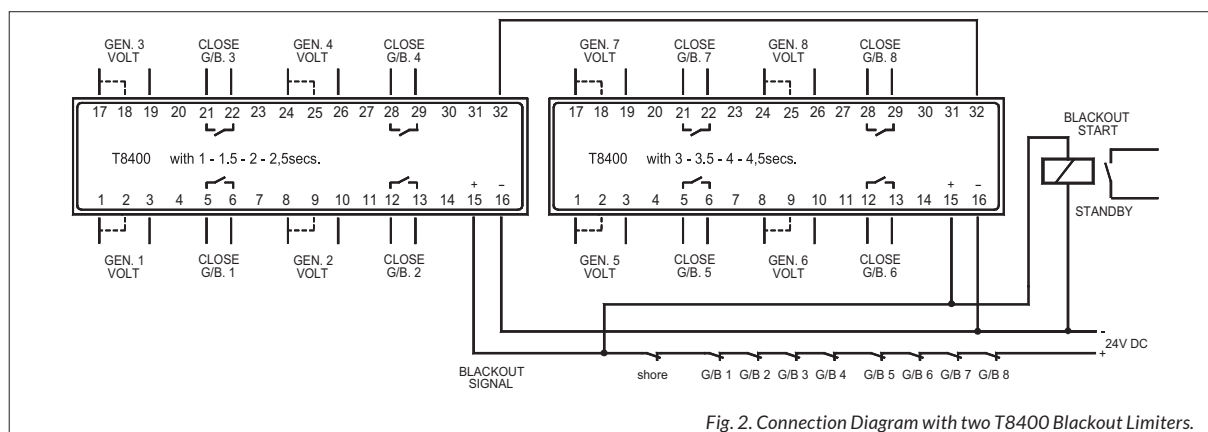 GEN. 3 VOLT
CLOSE G/B. 3
GEN. 4 VOLT
CLOSE G/B. 4
GEN. 7 VOLT
CLOSE G/B. 7
GEN. 8 VOLT
CLOSE G/B. 8
17 18 19 20 21 22 23 24 25 26 27 28 29 30 31 32
17 18 19 20 21 22 23 24 25 26 27 28 29 30 31 32
BLACKOUT START
T8400 with 1 - 1.5 - 2 - 2,5secs.
T8400 with 3 - 3.5 - 4 - 4,5secs.
+ −
+ −
1 2 3 4 5 6 7 8 9 10 11 12 13 14 15 16
1 2 3 4 5 6 7 8 9 10 11 12 13 14 15 16
STANDBY
GEN. 1 VOLT
CLOSE G/B. 1
GEN. 2 VOLT
CLOSE G/B. 2
GEN. 5 VOLT
CLOSE G/B. 5
GEN. 6 VOLT
CLOSE G/B. 6
-
24V DC
+
BLACKOUT SIGNAL
shore G/B 1 G/B 2 G/B 3 G/B 4 G/B 5 G/B 6 G/B 7 G/B 8
Fig. 2. Connection Diagram with two T8400 Blackout Limiters.